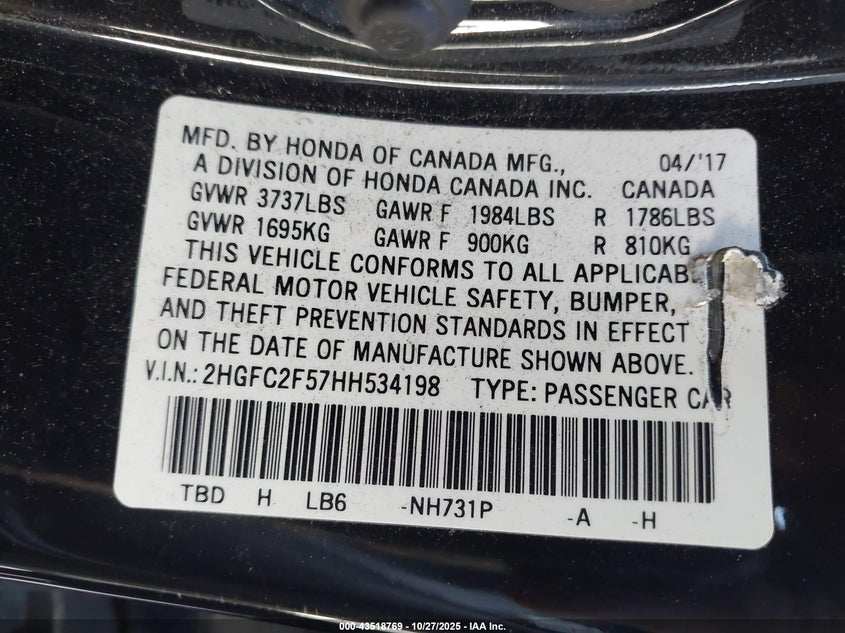 MFD. BY HONDA OF CANADA MFG., 04/'17
A DIVISION OF HONDA CANADA INC. CANADA
GVWR 3737LBS GAWR F 1984LBS R 1786LBS
GVWR 1695KG GAWR F 900KG R 810KG
THIS VEHICLE CONFORMS TO ALL APPLICAB
FEDERAL MOTOR VEHICLE SAFETY, BUMPER,
AND THEFT PREVENTION STANDARDS IN EFFECT
ON THE DATE OF MANUFACTURE SHOWN ABOVE.
V.I.N.: 2HGFC2F57HH534198 TYPE: PASSENGER CAR
TBD H LB6 -NH731P -A -H
000-43518769 - 10/27/2025 - IAA Inc.